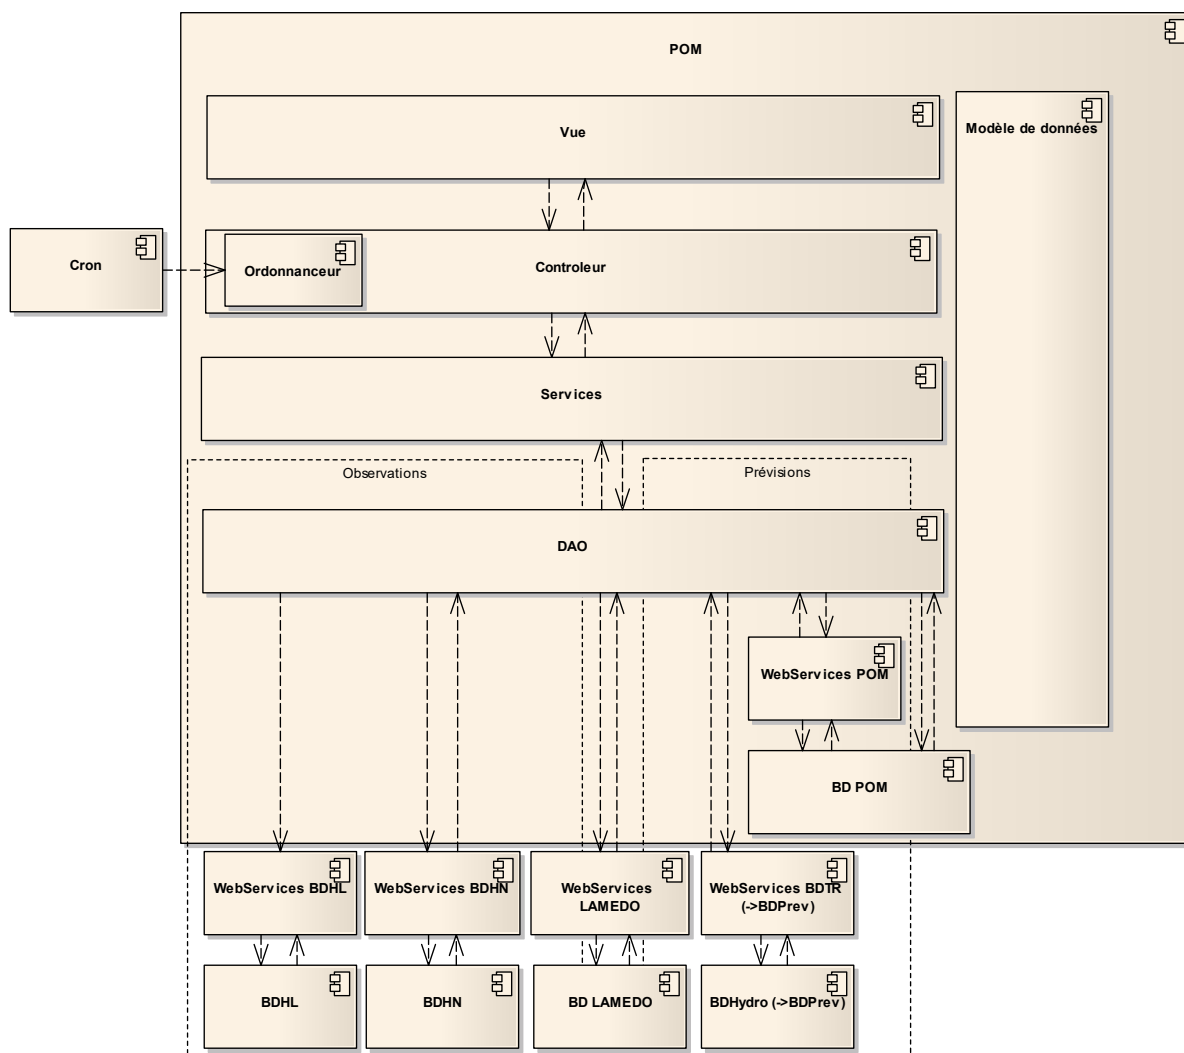 POM
Vue
Modèle de données
Cron
Ordonnanceur
Controleur
Services
Observations
Prévisions
DAO
WebServices POM
BD POM
WebServices BDHL
WebServices BDHN
WebServices
LAMEDO
WebServices BDTR
(->BDPrev)
BDHL
BDHN
BD LAMEDO
BDHydro (->BDPrev)